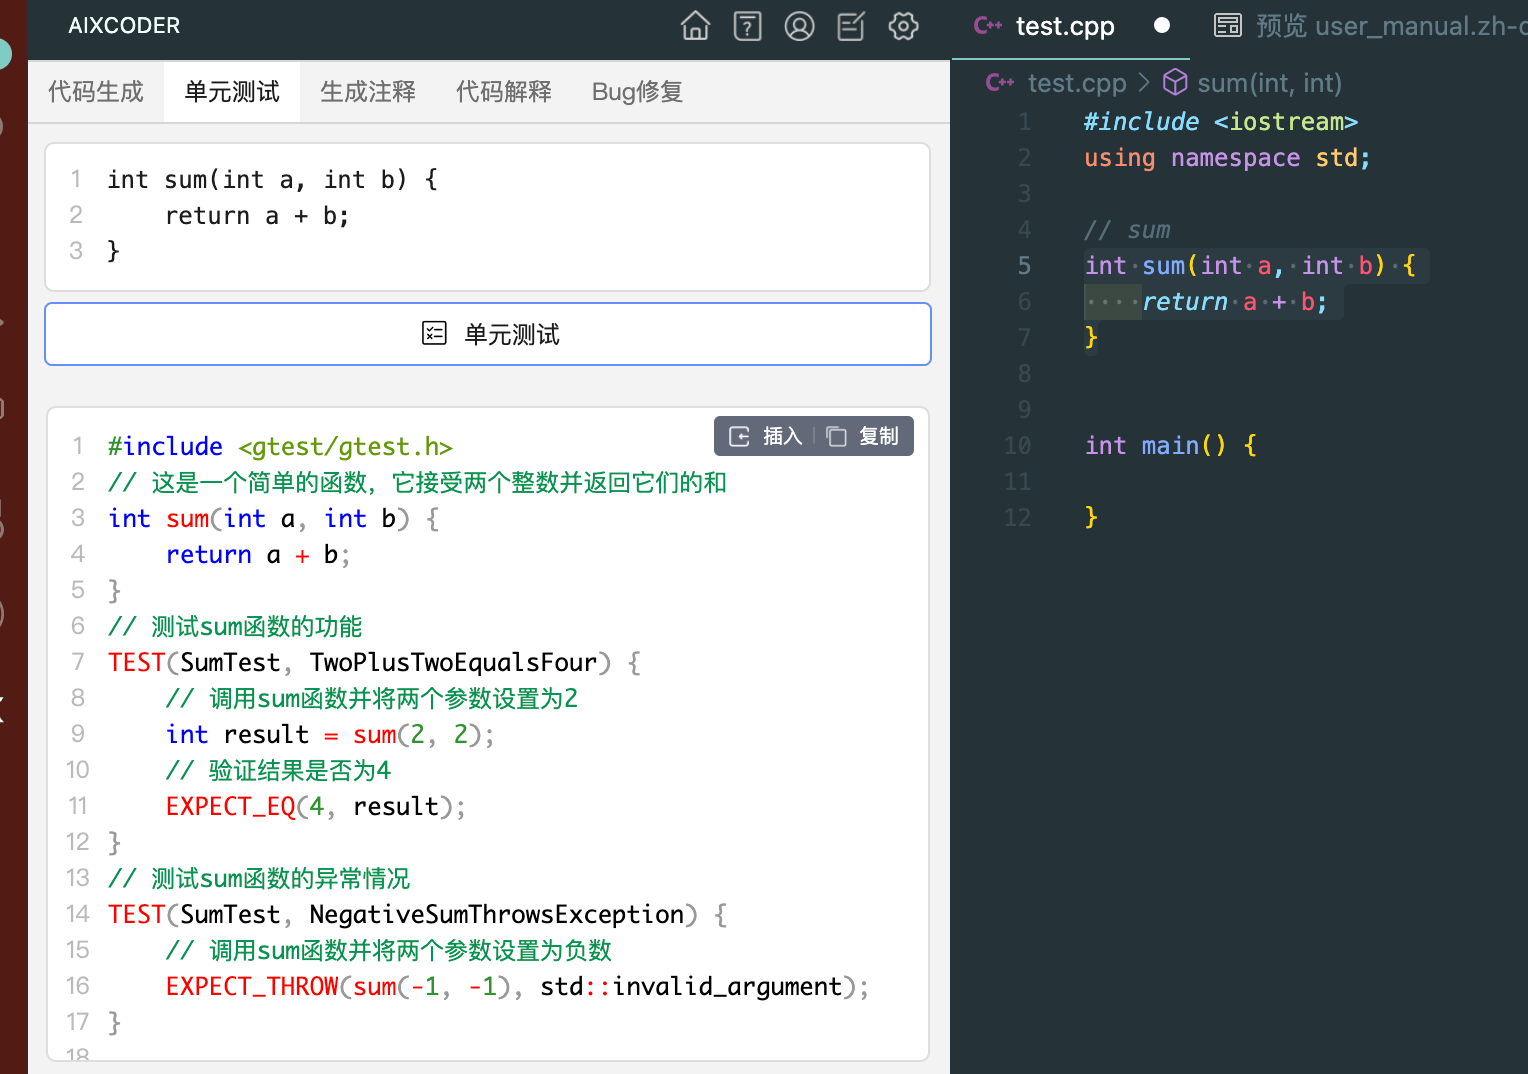 AIXCODER
代码生成 单元测试 生成注释 代码解释 Bug修复
1 int sum(int a, int b) {
2     return a + b;
3 }
单元测试
插入 复制
1 #include <gtest/gtest.h>
2 // 这是一个简单的函数，它接受两个整数并返回它们的和
3 int sum(int a, int b) {
4     return a + b;
5 }
6 // 测试sum函数的功能
7 TEST(SumTest, TwoPlusTwoEqualsFour) {
8     // 调用sum函数并将两个参数设置为2
9     int result = sum(2, 2);
10     // 验证结果是否为4
11     EXPECT_EQ(4, result);
12 }
13 // 测试sum函数的异常情况
14 TEST(SumTest, NegativeSumThrowsException) {
15     // 调用sum函数并将两个参数设置为负数
16     EXPECT_THROW(sum(-1, -1), std::invalid_argument);
17 }
18
C++ test.cpp ● 预览 user_manual.zh-c
C++ test.cpp > sum(int, int)
1 #include <iostream>
2 using namespace std;
3
4 // sum
5 int sum(int a, int b) {
6     return a + b;
7 }
8
9
10 int main() {
11
12 }